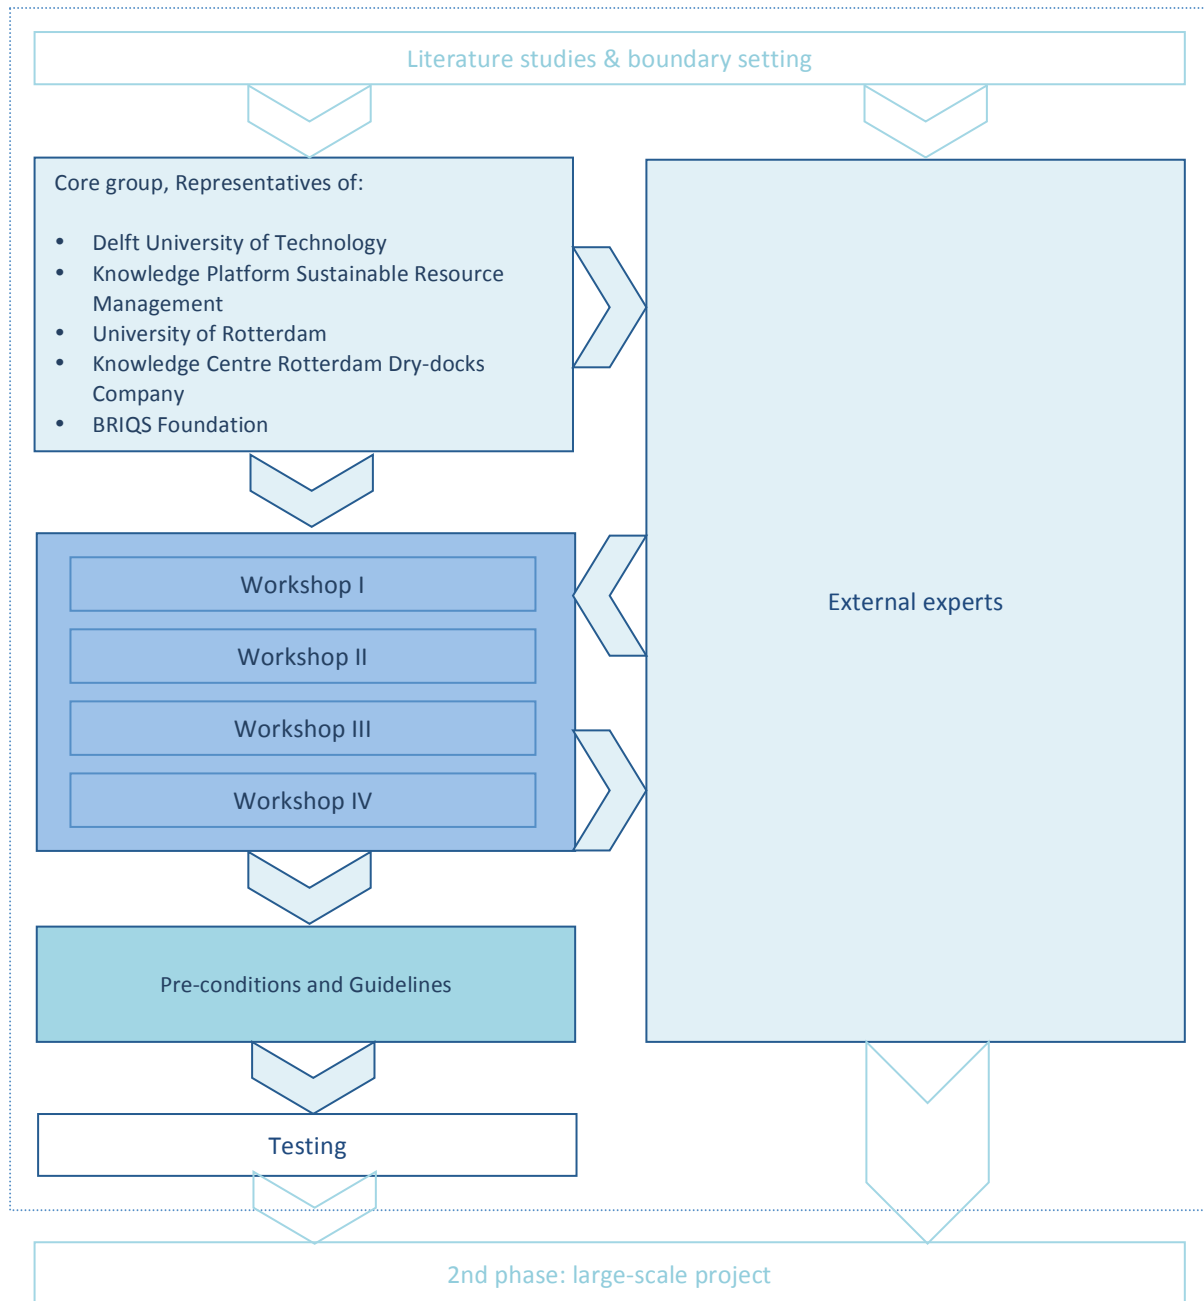 Literature studies & boundary setting
Core group, Representatives of:
• Delft University of Technology
• Knowledge Platform Sustainable Resource
Management
• University of Rotterdam
• Knowledge Centre Rotterdam Dry-docks
Company
• BRIQS Foundation
Workshop I
Workshop II
Workshop III
Workshop IV
External experts
Pre-conditions and Guidelines
Testing
2nd phase: large-scale project